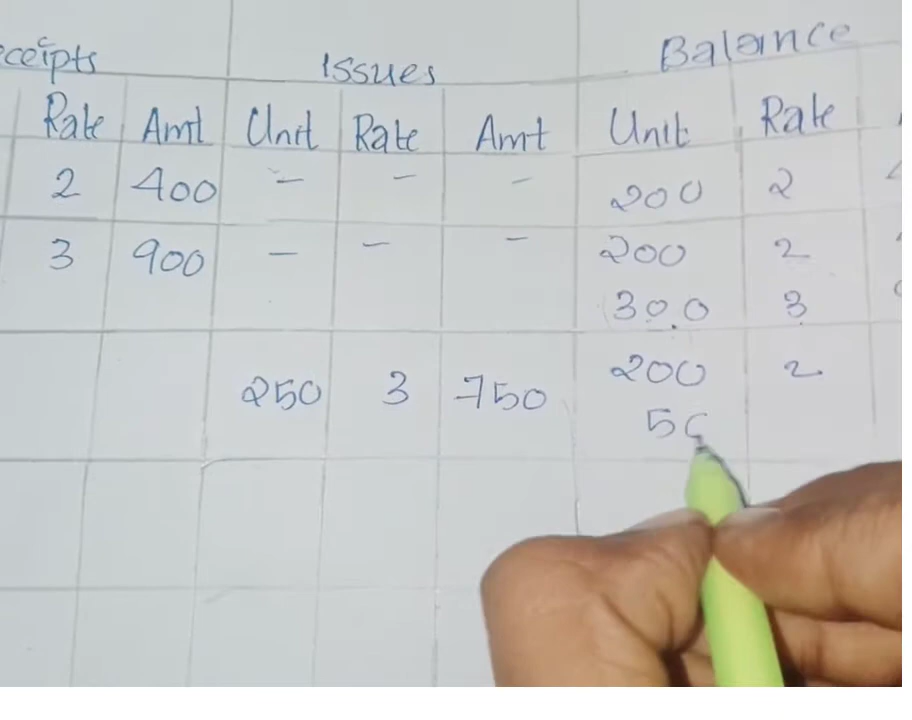 ceipts Issues Balance
Rate Amt Unit Rate Amt Unit Rate
2 400 - - - 200 2
3 900 - - - 200 2
300 3
250 3 750 200 2
50